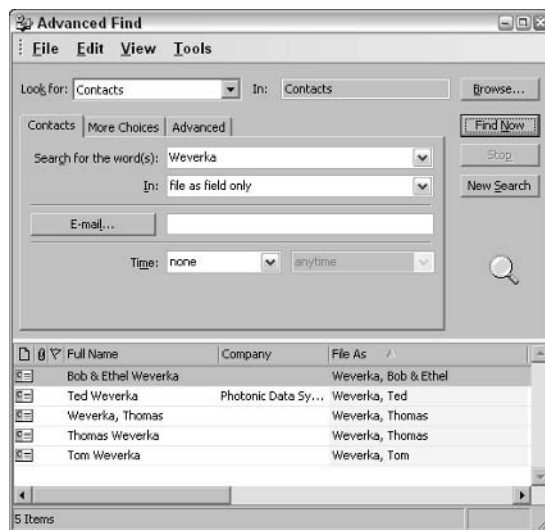 Advanced Find
File Edit View Tools
Look for: Contacts In: Contacts Browse...
Contacts More Choices Advanced Find Now
Search for the word(s): Weverka Stop
In: file as field only New Search
E-mail...
Time: none anytime
Full Name Company File As
Bob & Ethel Weverka Weverka, Bob & Ethel
Ted Weverka Photonic Data Sy... Weverka, Ted
Weverka, Thomas Weverka, Thomas
Thomas Weverka Weverka, Thomas
Tom Weverka Weverka, Tom
5 Items